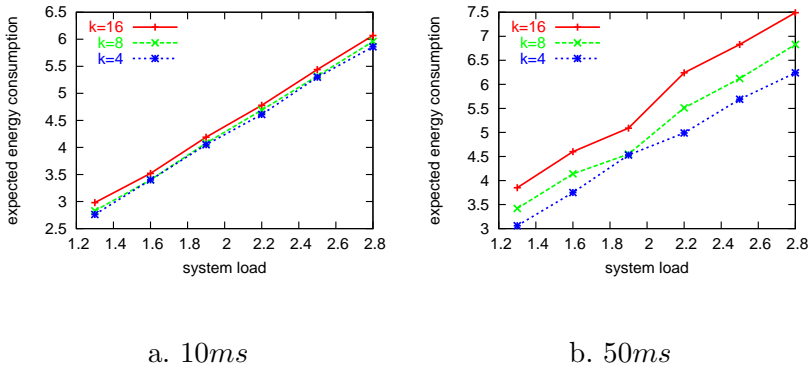 6.5
6
5.5
5
4.5
4
3.5
3
2.5
expected energy consumption
k=16
k=8
k=4
1.2 1.4 1.6 1.8 2 2.2 2.4 2.6 2.8
system load
a. 10ms
7.5
7
6.5
6
5.5
5
4.5
4
3.5
3
expected energy consumption
k=16
k=8
k=4
1.2 1.4 1.6 1.8 2 2.2 2.4 2.6 2.8
system load
b. 50ms